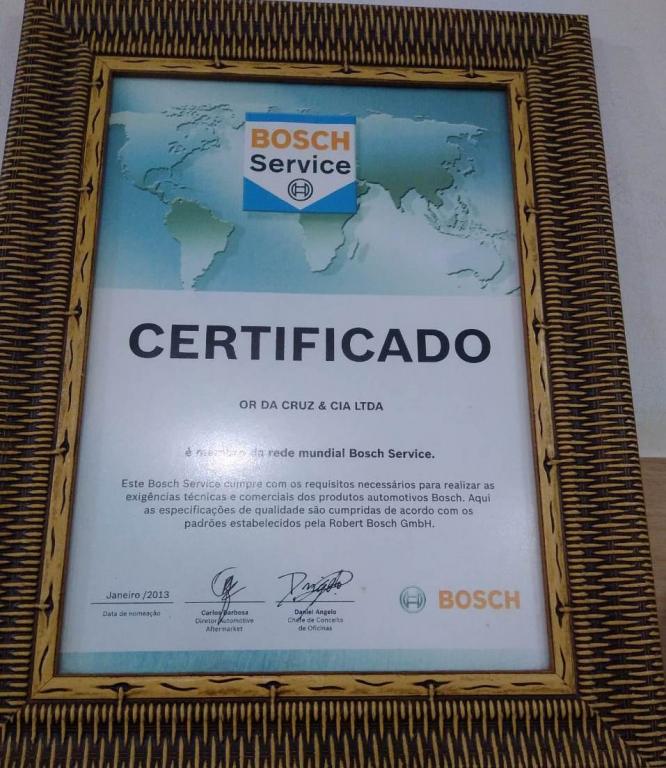 BOSCH
Service
CERTIFICADO
OR DA CRUZ & CIA LTDA
é membro da rede mundial Bosch Service.
Este Bosch Service cumpre com os requisitos necessários para realizar as
exigências técnicas e comerciais dos produtos automotivos Bosch. Aqui
as especificações de qualidade são cumpridas de acordo com os
padrões estabelecidos pela Robert Bosch GmbH.
Janeiro /2013
Data de nomeação
Carlos Barbosa
Diretor Automotive
Aftermarket
Daniel Angelo
Chefe de Conceito
de Oficinas
BOSCH